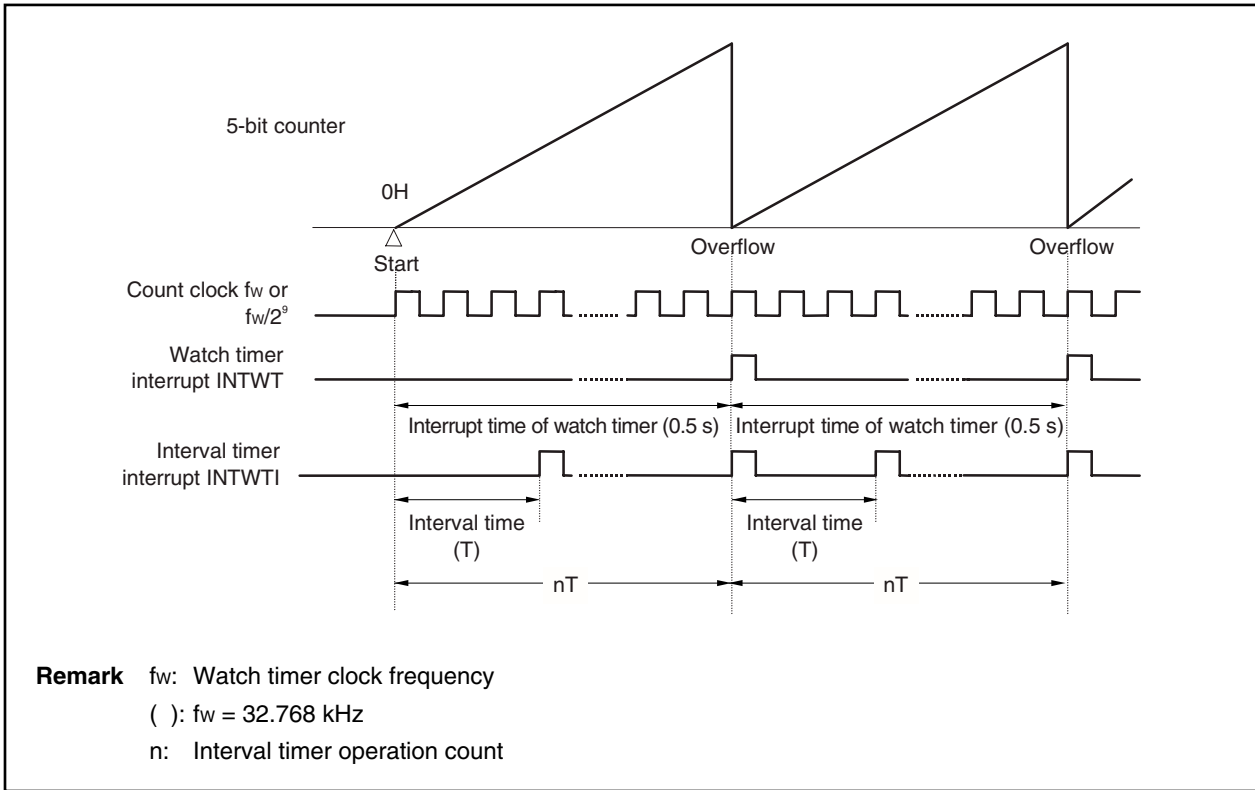 5-bit counter
0H
Start
Overflow
Overflow
Count clock fw or
fw/2⁹
Watch timer
interrupt INTWT
Interrupt time of watch timer (0.5 s)
Interrupt time of watch timer (0.5 s)
Interval timer
interrupt INTWTI
Interval time
(T)
Interval time
(T)
nT
nT
Remark fw: Watch timer clock frequency
( ): fw = 32.768 kHz
n: Interval timer operation count